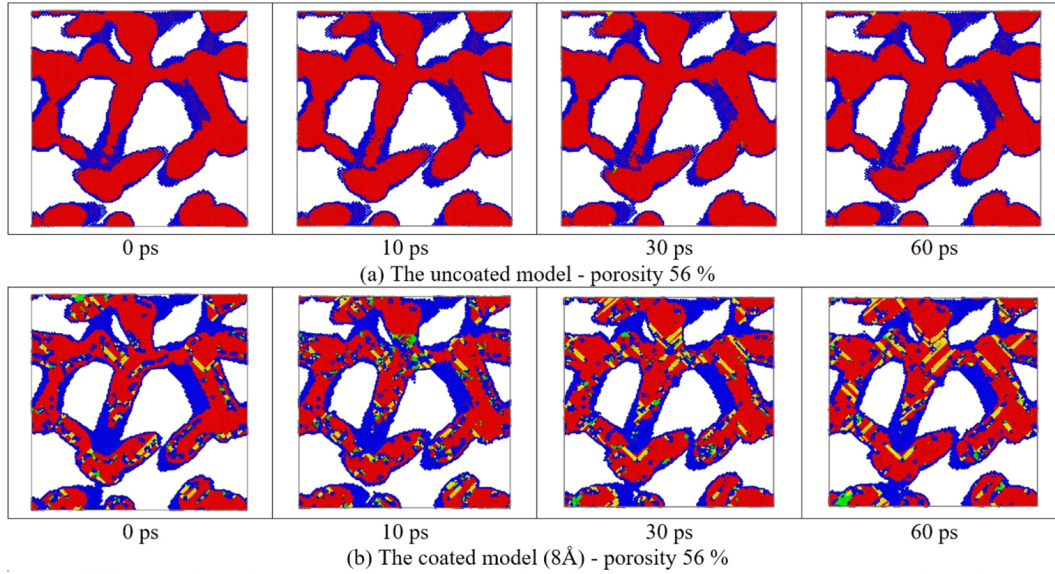 0 ps 10 ps 30 ps 60 ps
(a) The uncoated model - porosity 56 %
0 ps 10 ps 30 ps 60 ps
(b) The coated model (8Å) - porosity 56 %